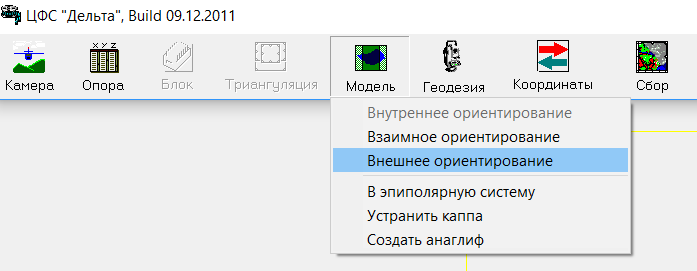 ЦФС "Дельта", Build 09.12.2011
Камера Опора Блок Триангуляция Модель Геодезия Координаты Сбор
Внутреннее ориентирование
Взаимное ориентирование
Внешнее ориентирование
В эпиполярную систему
Устранить каппа
Создать анаглиф